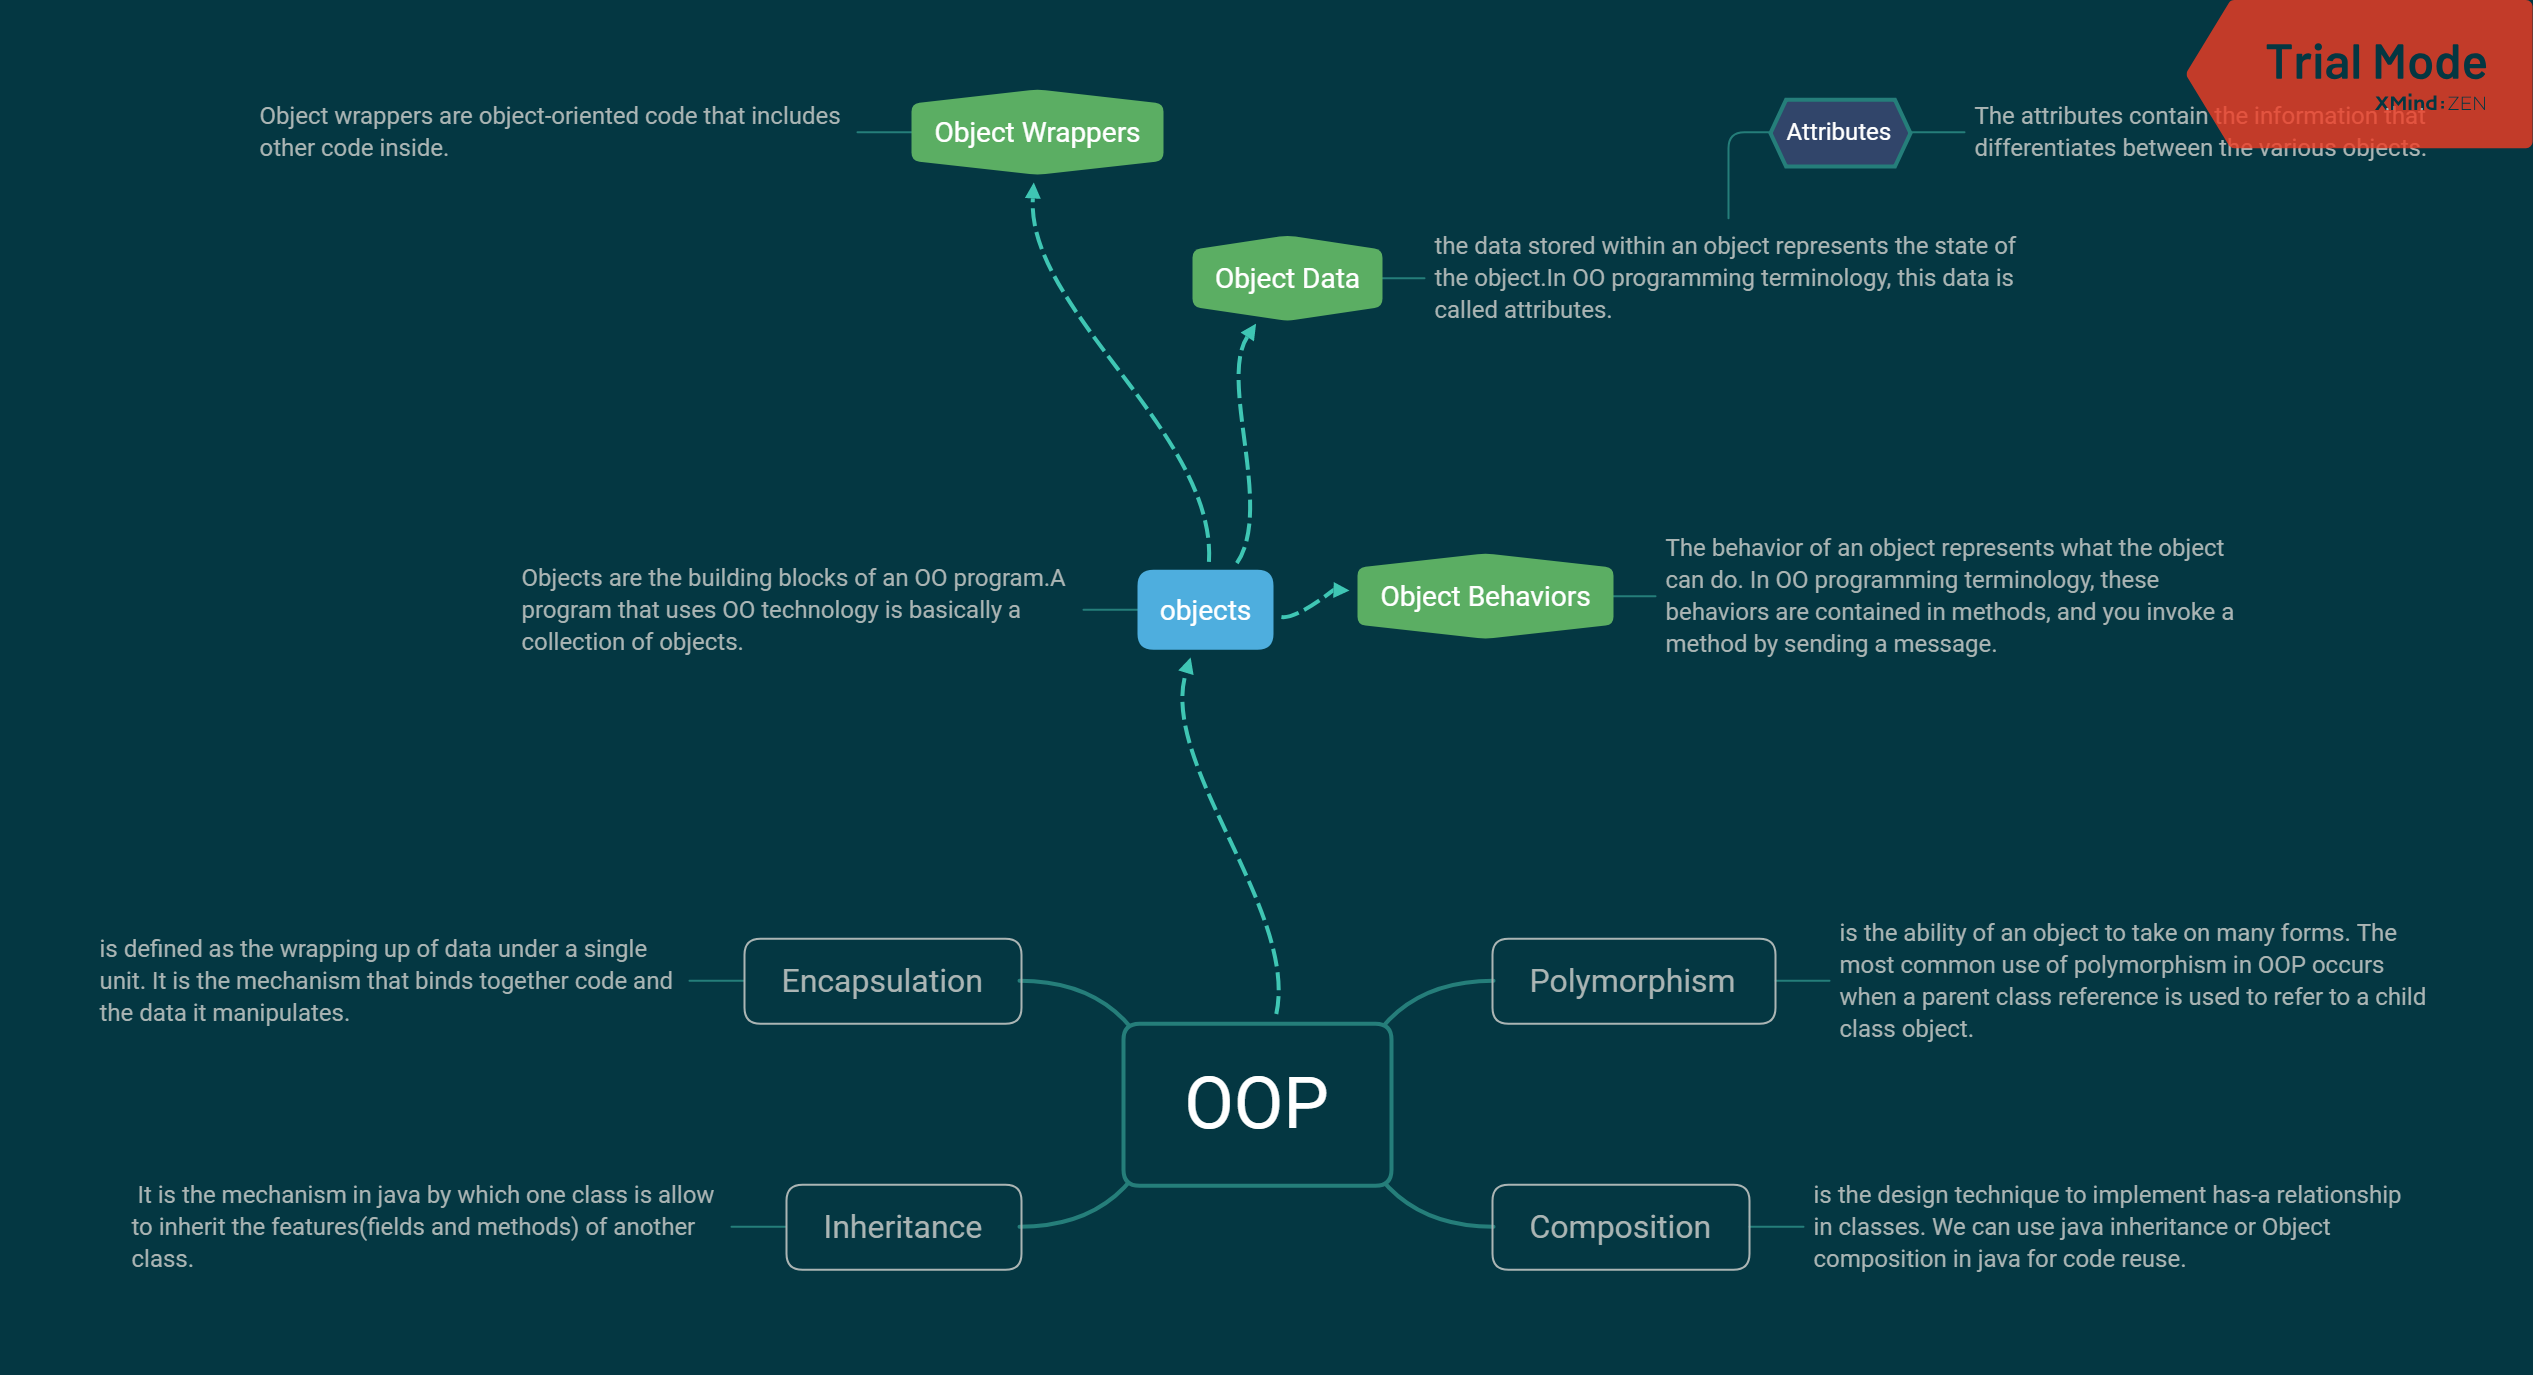 Trial Mode
XMind:ZEN
Object wrappers are object-oriented code that includes
other code inside.
Object Wrappers
Attributes
The attributes contain the information that
differentiates between the various objects.
Object Data
the data stored within an object represents the state of
the object.In OO programming terminology, this data is
called attributes.
Objects are the building blocks of an OO program.A
program that uses OO technology is basically a
collection of objects.
objects
Object Behaviors
The behavior of an object represents what the object
can do. In OO programming terminology, these
behaviors are contained in methods, and you invoke a
method by sending a message.
is defined as the wrapping up of data under a single
unit. It is the mechanism that binds together code and
the data it manipulates.
Encapsulation
Polymorphism
is the ability of an object to take on many forms. The
most common use of polymorphism in OOP occurs
when a parent class reference is used to refer to a child
class object.
OOP
It is the mechanism in java by which one class is allow
to inherit the features(fields and methods) of another
class.
Inheritance
Composition
is the design technique to implement has-a relationship
in classes. We can use java inheritance or Object
composition in java for code reuse.